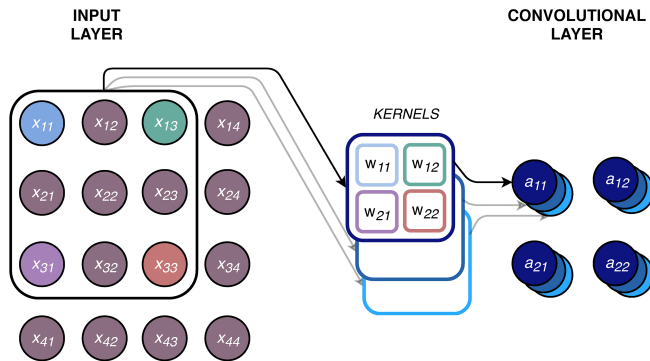 INPUT
LAYER
CONVOLUTIONAL
LAYER
KERNELS
x11 x12 x13 x14
x21 x22 x23 x24
x31 x32 x33 x34
x41 x42 x43 x44
w11 w12
w21 w22
a11 a12
a21 a22